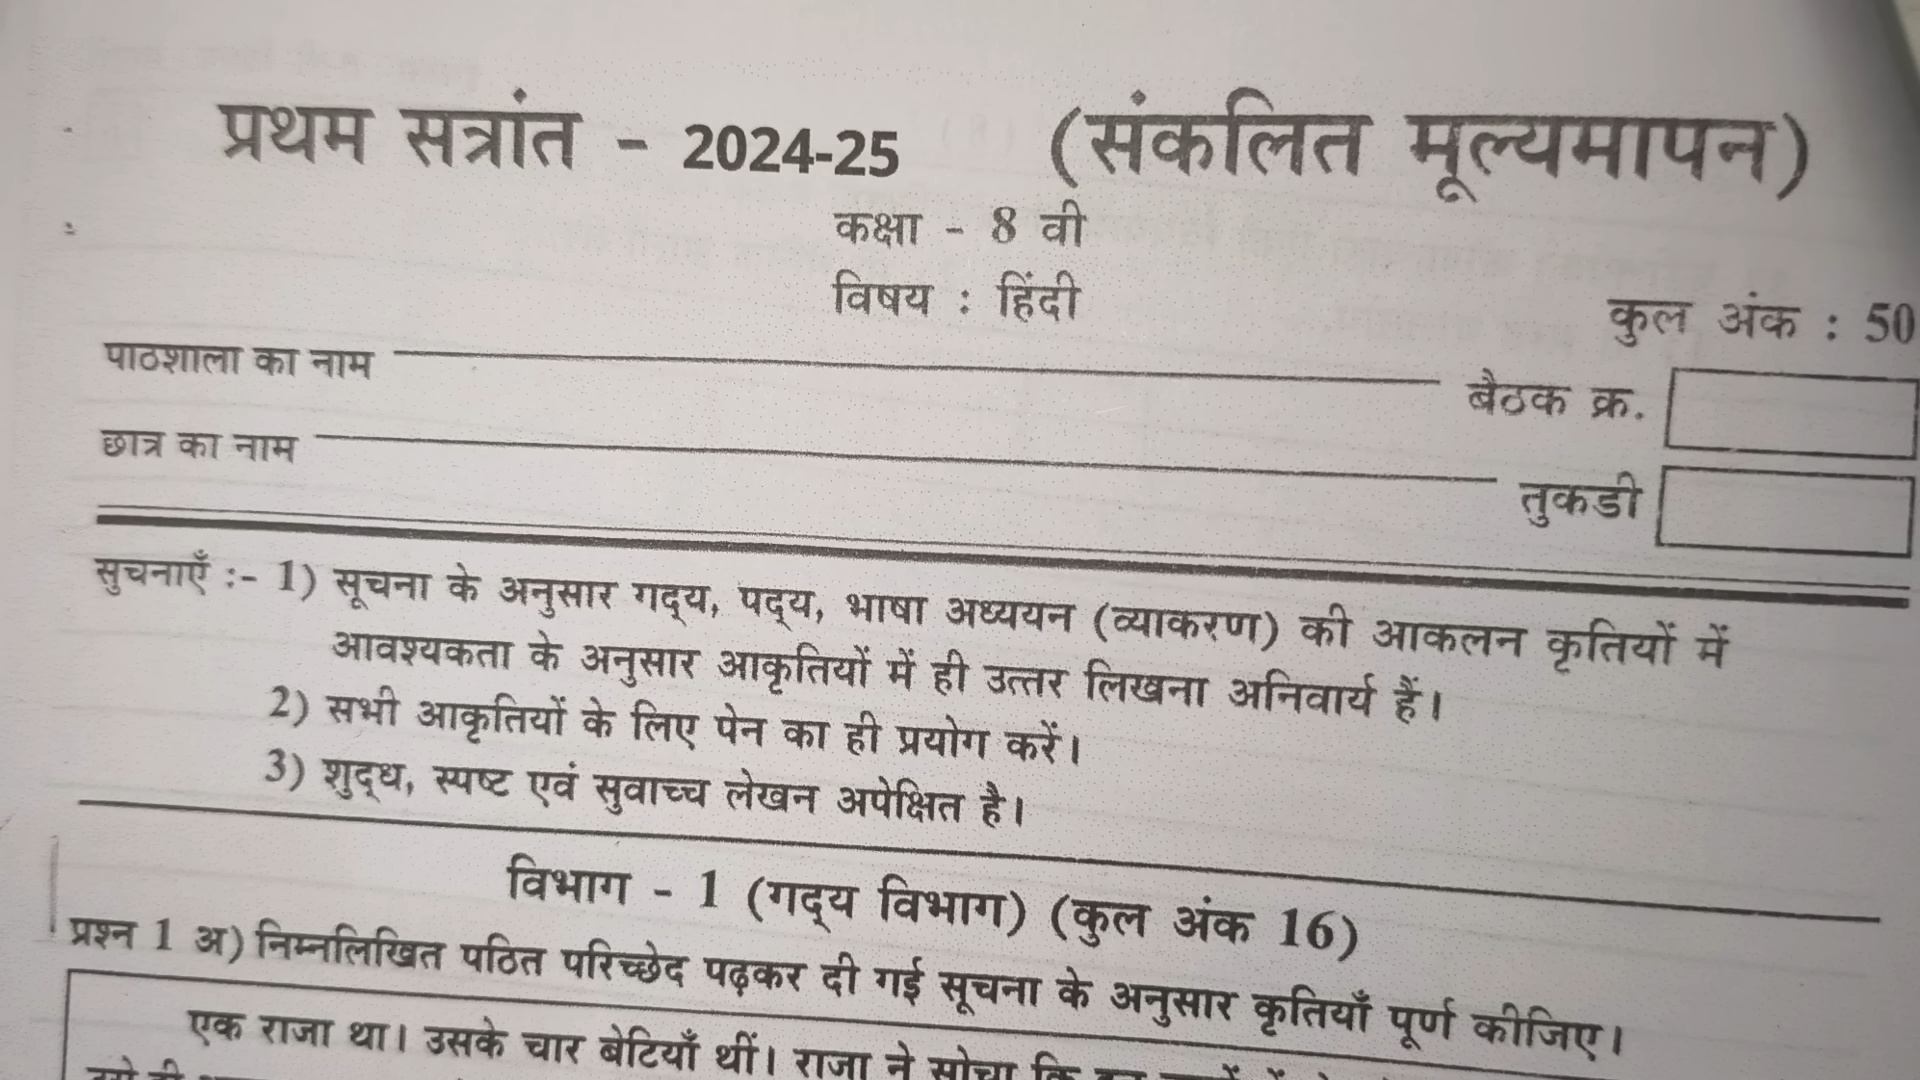 प्रथम सत्रांत - 2024-25 (संकलित मूल्यमापन)
कक्षा - 8 वी
विषय : हिंदी
कुल अंक : 50
पाठशाला का नाम
बैठक क्र.
छात्र का नाम
तुकडी
सुचनाएँ :- 1) सूचना के अनुसार गद्‌य, पद्‌य, भाषा अध्ययन (व्याकरण) की आकलन कृतियों में
आवश्यकता के अनुसार आकृतियों में ही उत्तर लिखना अनिवार्य हैं।
2) सभी आकृतियों के लिए पेन का ही प्रयोग करें।
3) शुद्‌ध, स्पष्ट एवं सुवाच्च लेखन अपेक्षित है।
विभाग - 1 (गद्‌य विभाग) (कुल अंक 16)
प्रश्न 1 अ) निम्नलिखित पठित परिच्छेद पढ़कर दी गई सूचना के अनुसार कृतियाँ पूर्ण कीजिए।
एक राजा था। उसके चार बेटियाँ थीं। राजा ने सोचा कि